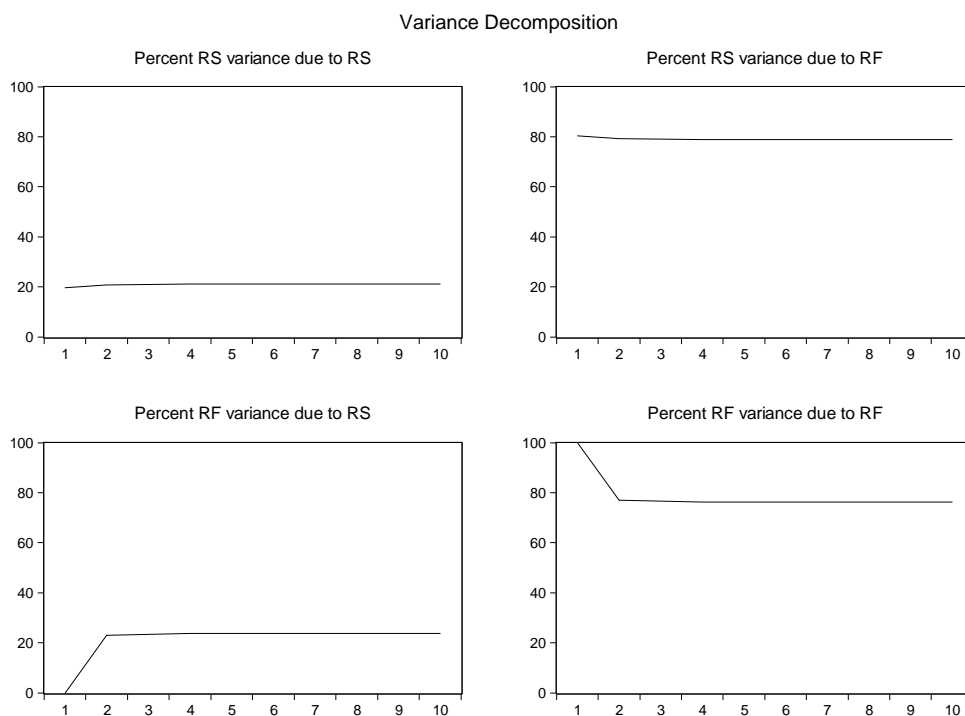 Variance Decomposition
Percent RS variance due to RS
100
80
60
40
20
0
1 2 3 4 5 6 7 8 9 10
Percent RS variance due to RF
100
80
60
40
20
0
1 2 3 4 5 6 7 8 9 10
Percent RF variance due to RS
100
80
60
40
20
0
1 2 3 4 5 6 7 8 9 10
Percent RF variance due to RF
100
80
60
40
20
0
1 2 3 4 5 6 7 8 9 10